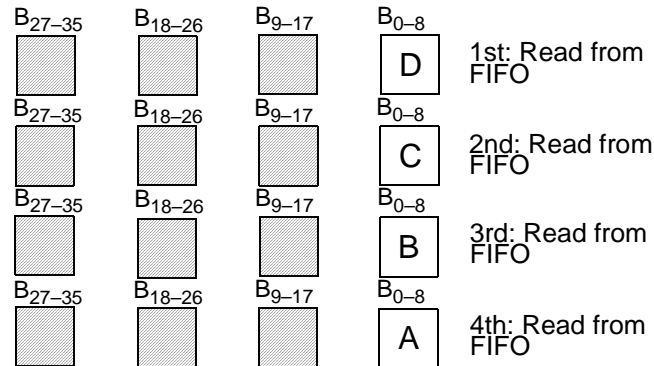 B27–35 B18–26 B9–17 B0–8
D 1st: Read from FIFO
B27–35 B18–26 B9–17 B0–8
C 2nd: Read from FIFO
B27–35 B18–26 B9–17 B0–8
B 3rd: Read from FIFO
B27–35 B18–26 B9–17 B0–8
A 4th: Read from FIFO